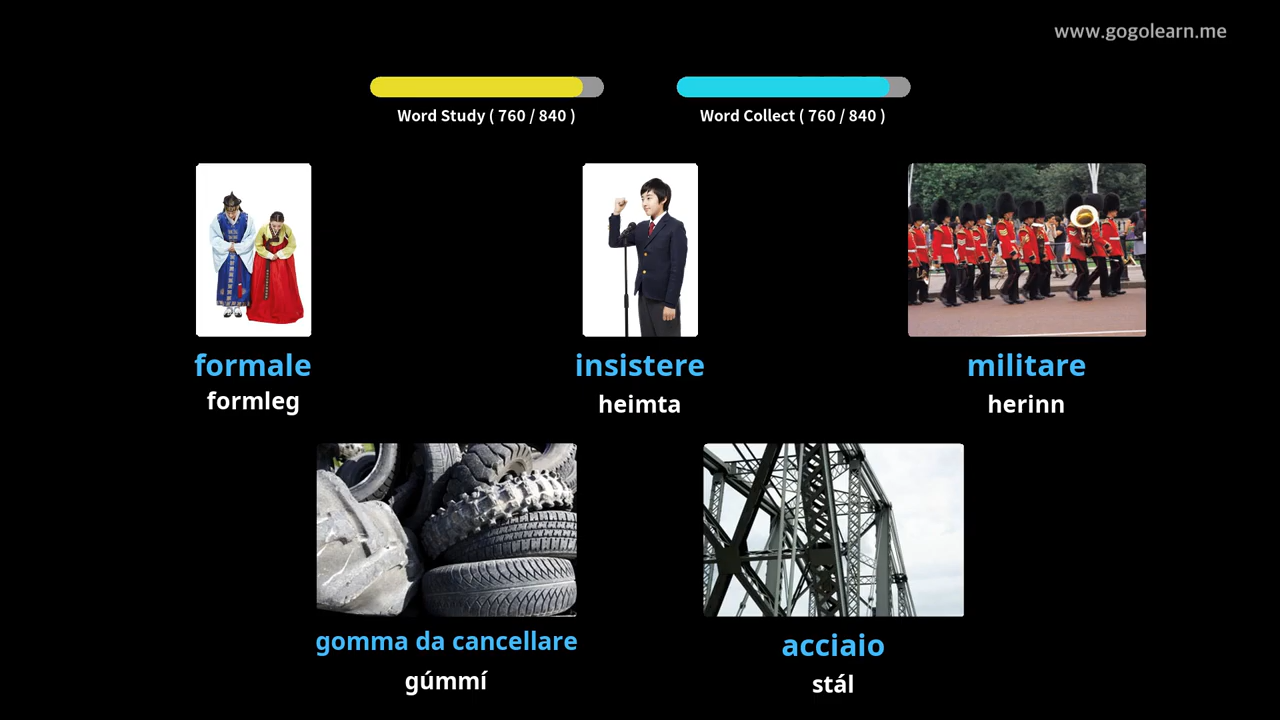 www.gogolearn.me
Word Study ( 760 / 840 )
Word Collect ( 760 / 840 )
formale
formleg
insistere
heimta
militare
herinn
gomma da cancellare
gúmmí
acciaio
stál